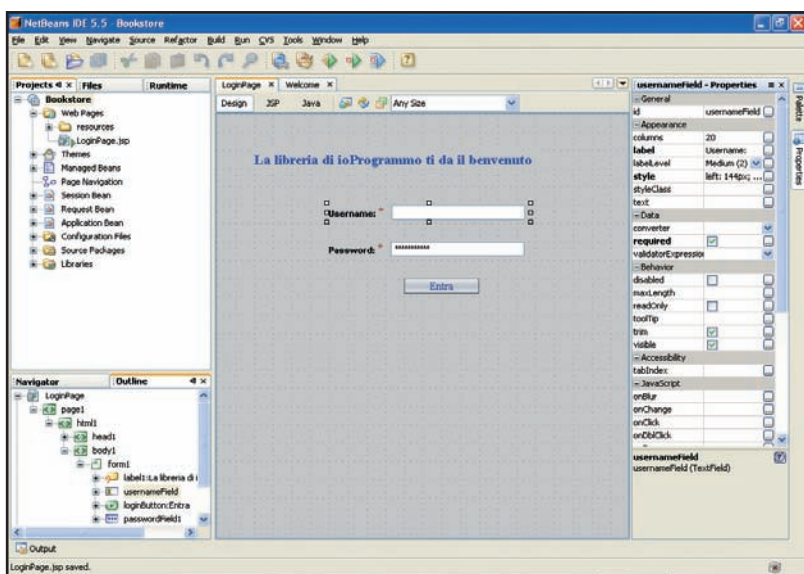 NetBeans IDE 5.5 - Bookstore
File Edit View Navigate Source Refactor Build Run CVS Tools Window Help
Projects Files Runtime
Bookstore
Web Pages
resources
LoginPage.jsp
Themes
Managed Beans
Page Navigation
Session Bean
Request Bean
Application Bean
Configuration Files
Source Packages
Libraries
Navigator Outline
LoginPage
page1
html1
head1
body1
form1
label1:La libreria di i
usernameField
loginButton:Entra
passwordField1
LoginPage Welcome
Design JSP Java Any Size
La libreria di ioProgrammo ti da il benvenuto
Username: *
Password: * ***********
Entra
usernameField - Properties
General
id usernameField
Appearance
columns 20
label Username:
labelLevel Medium (2)
style left: 144px; ...
styleClass
text
Data
converter
required
validatorExpression
Behavior
disabled
maxLength
readOnly
toolTip
trim
visible
Accessibility
tabIndex
JavaScript
onBlur
onChange
onClick
onDblClick
usernameField
usernameField (TextField)
Palette
Properties
Output
LoginPage.jsp saved.